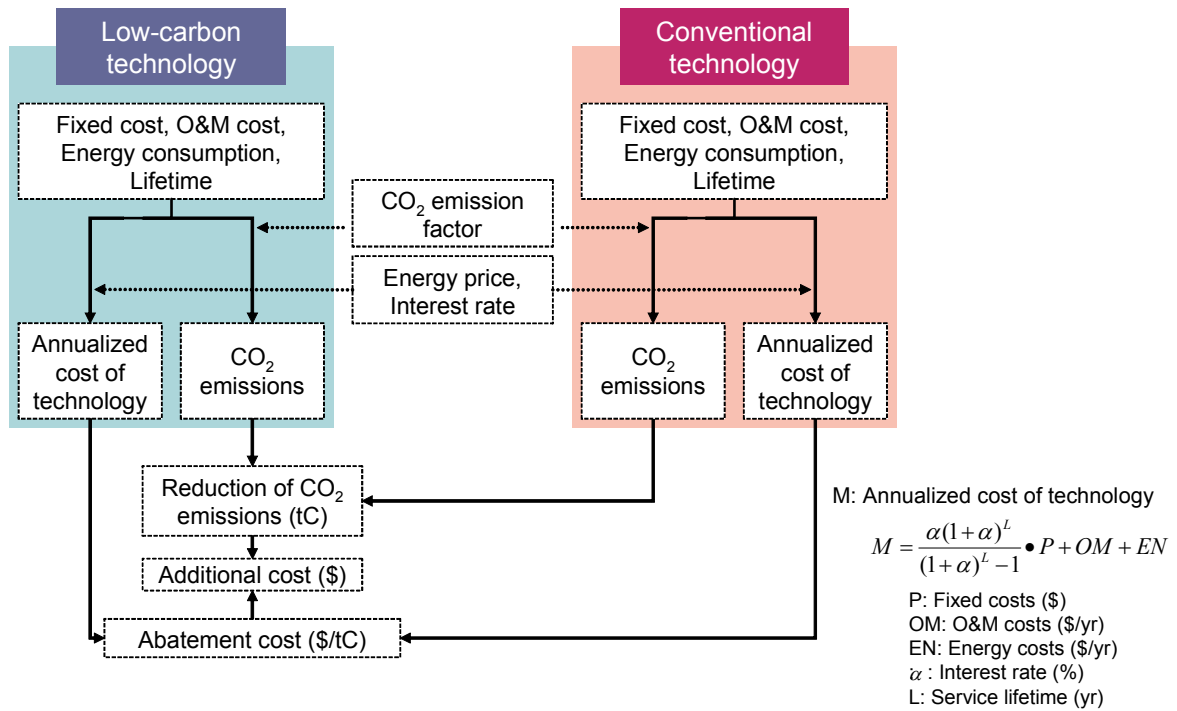 Low-carbon
technology
Conventional
technology
Fixed cost, O&M cost,
Energy consumption,
Lifetime
Fixed cost, O&M cost,
Energy consumption,
Lifetime
CO₂ emission
factor
Energy price,
Interest rate
Annualized
cost of
technology
CO₂
emissions
CO₂
emissions
Annualized
cost of
technology
Reduction of CO₂
emissions (tC)
Additional cost ($)
Abatement cost ($/tC)
M: Annualized cost of technology
M = \frac{α(1+α)^L}{(1+α)^L − 1} • P + OM + EN
P: Fixed costs ($)
OM: O&M costs ($/yr)
EN: Energy costs ($/yr)
α : Interest rate (%)
L: Service lifetime (yr)